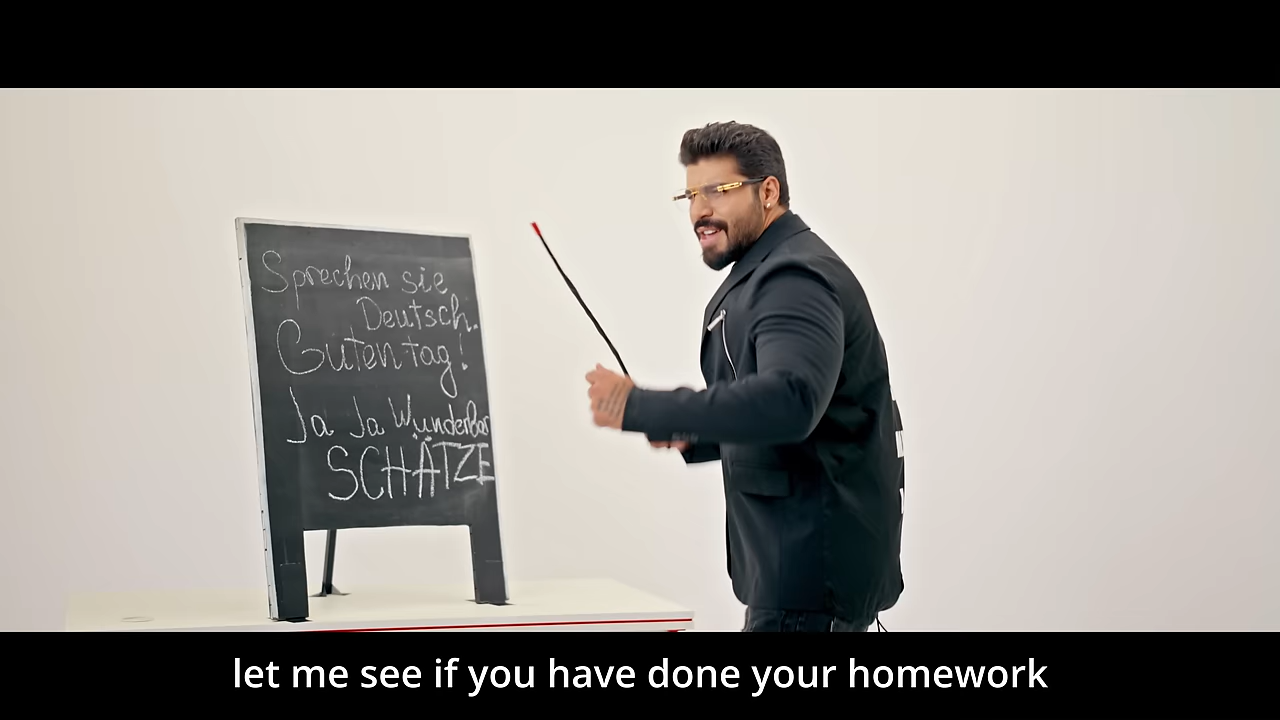 Sprechen sie
Deutsch.
Guten tag!
Ja Ja Wunderbar
SCHÄTZE
let me see if you have done your homework